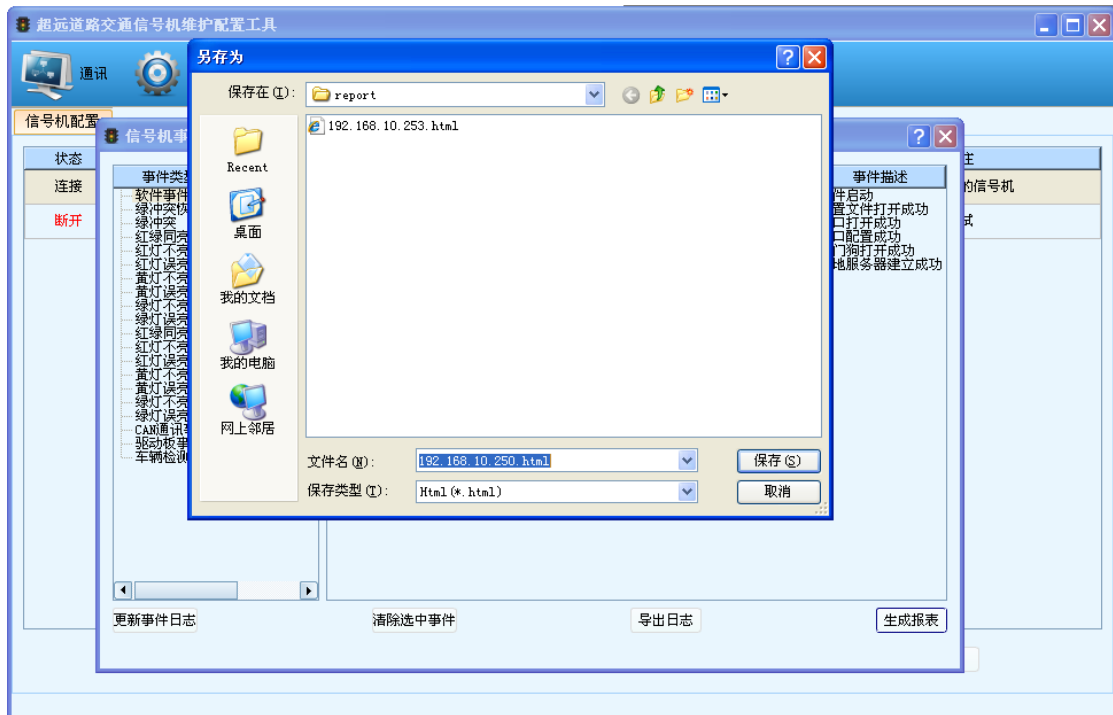 超远道路交通信号机维护配置工具
通讯
信号机配置
状态
连接
断开
信号机事
事件类
软件事件
绿冲突恢
绿冲突
红绿同亮
红灯不亮
红灯误亮
黄灯不亮
黄灯误亮
绿灯不亮
绿灯误亮
红绿同亮
红灯不亮
红灯误亮
黄灯不亮
黄灯误亮
绿灯不亮
绿灯误亮
CAN通讯
驱动板事
车辆检测
另存为
保存在(I):
report
192.168.10.253.html
Recent
桌面
我的文档
我的电脑
网上邻居
文件名(N):
192.168.10.250.html
保存(S)
保存类型(T):
Html(*.html)
取消
事件描述
件启动
置文件打开成功
口打开成功
口配置成功
门狗打开成功
地服务器建立成功
注
的信号机
试
更新事件日志
清除选中事件
导出日志
生成报表